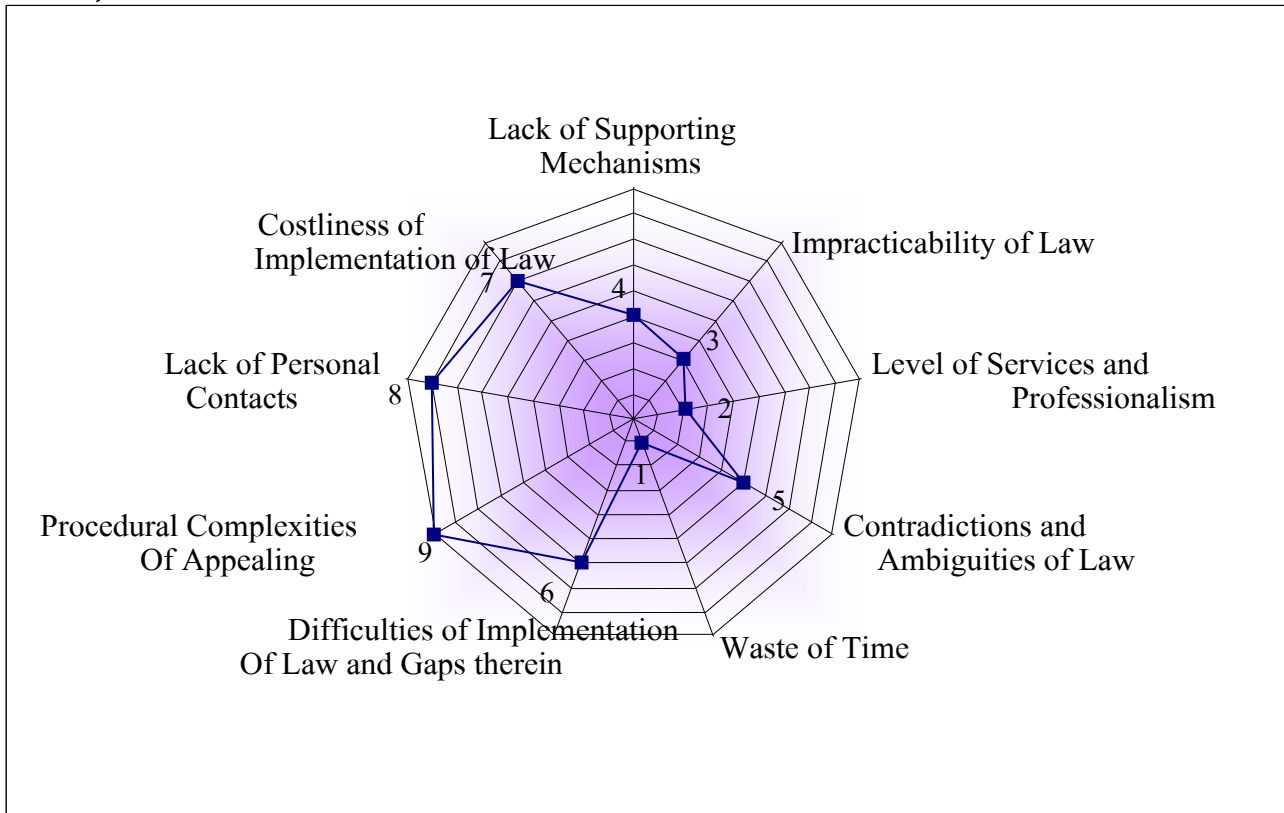 Lack of Supporting
Mechanisms
Costliness of
Implementation of Law
7
Impracticability of Law
4
3
Lack of Personal
Contacts
8
Level of Services and
Professionalism
2
1
5
Procedural Complexities
Of Appealing
9
Contradictions and
Ambiguities of Law
6
Difficulties of Implementation
Of Law and Gaps therein
Waste of Time